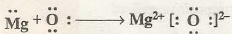 Mg + O : ⟶ Mg²⁺ [: O :]²⁻